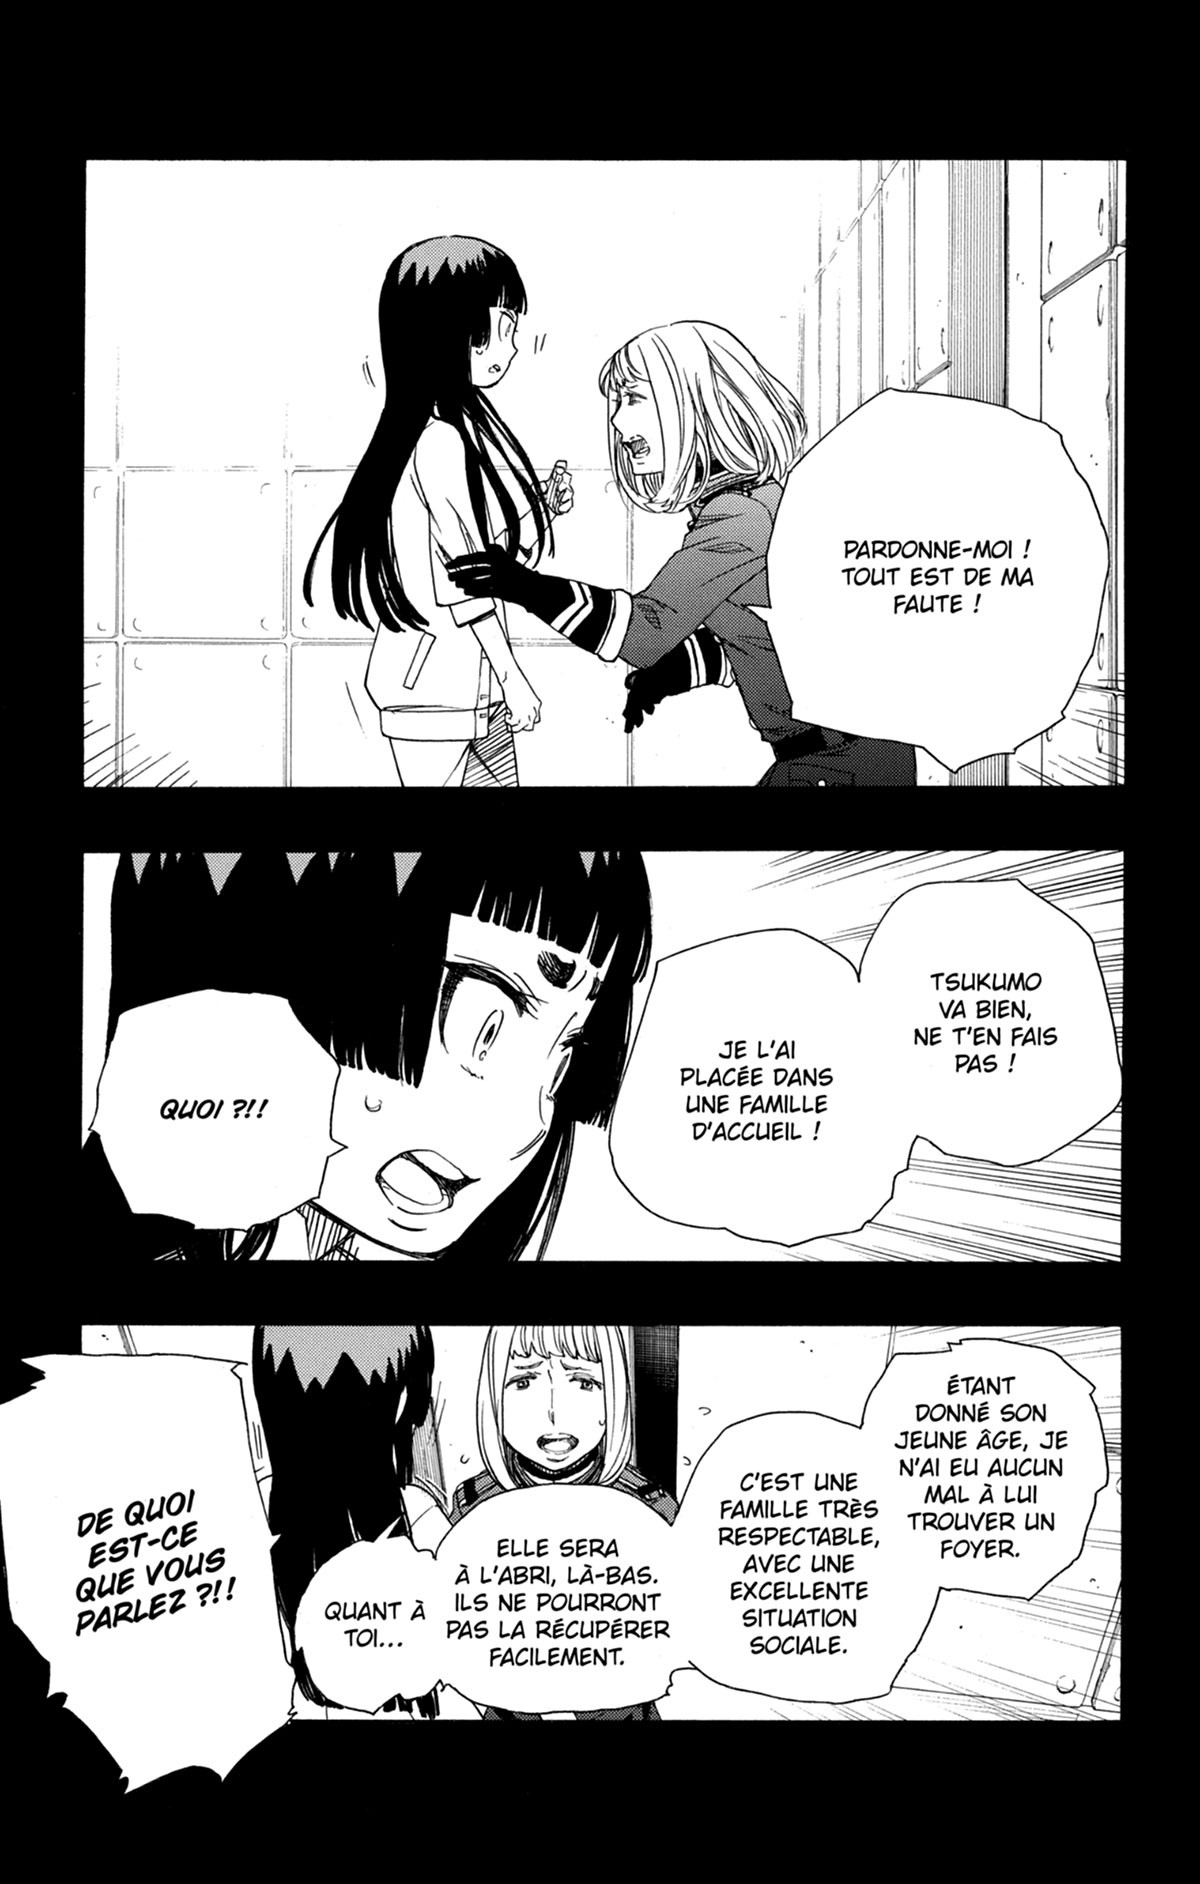 PARDONNE-MOI !
TOUT EST DE MA
FAUTE !
TSUKUMO
VA BIEN,
NE T'EN FAIS
PAS !
JE L'AI
PLACÉE DANS
UNE FAMILLE
D'ACCUEIL !
QUOI ?!!
ÉTANT
DONNÉ SON
JEUNE ÂGE, JE
N'AI EU AUCUN
MAL À LUI
TROUVER UN
FOYER.
C'EST UNE
FAMILLE TRÈS
RESPECTABLE,
AVEC UNE
EXCELLENTE
SITUATION
SOCIALE.
ELLE SERA
À L'ABRI, LÀ-BAS.
ILS NE POURRONT
PAS LA RÉCUPÉRER
FACILEMENT.
QUANT À
TOI...
DE QUOI
EST-CE
QUE VOUS
PARLEZ ?!!